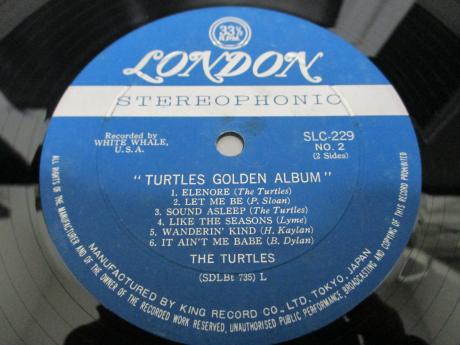 33⅓
R.P.M.
LONDON
STEREOPHONIC
Recorded by
WHITE WHALE,
U.S.A.
SLC-229
NO. 2
(2 Sides)
"TURTLES GOLDEN ALBUM"
1. ELENORE (The Turtles)
2. LET ME BE (P. Sloan)
3. SOUND ASLEEP (The Turtles)
4. LIKE THE SEASONS (Lyme)
5. WANDERIN' KIND (H. Kaylan)
6. IT AIN'T ME BABE (B. Dylan)
THE TURTLES
(SDLBt 735) L
MANUFACTURED BY KING RECORD CO., LTD. TOKYO, JAPAN
ALL RIGHTS OF THE MANUFACTURER AND OF THE OWNER OF THE RECORDED WORK RESERVED, UNAUTHORISED PUBLIC PERFORMANCE, BROADCASTING AND COPYING OF THIS RECORD PROHIBITED